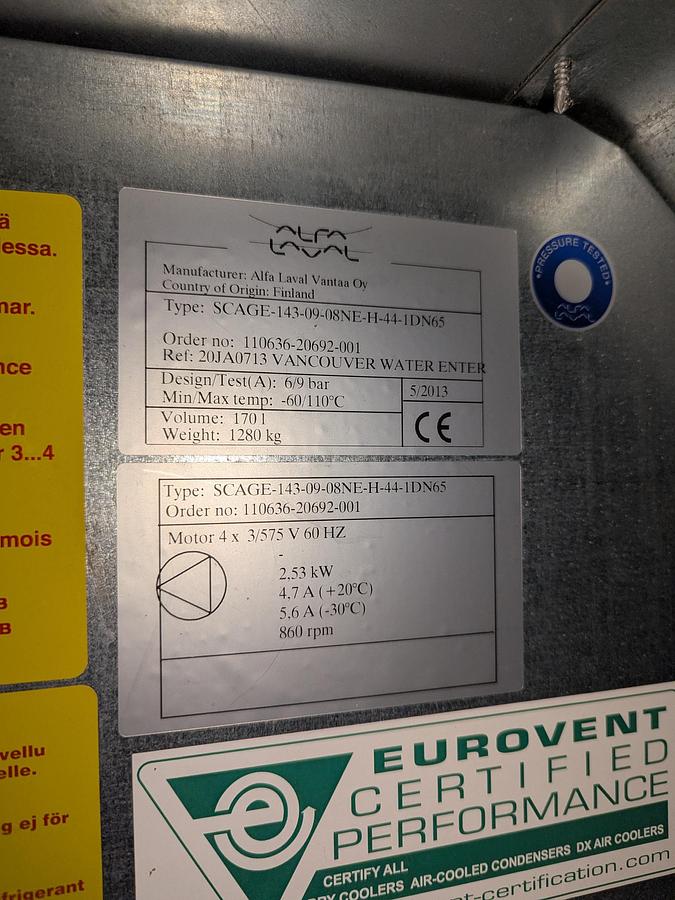 ä
essa.
mar.
nce
en
r 3...4
mois
B
B
vellu
elle.
g ej för
frigerant
ALFA
LAVAL
Manufacturer: Alfa Laval Vantaa Oy
Country of Origin: Finland
Type: SCAGE-143-09-08NE-H-44-1DN65
Order no: 110636-20692-001
Ref: 20JA0713 VANCOUVER WATER ENTER
Design/Test(A): 6/9 bar
Min/Max temp: -60/110°C
5/2013
Volume: 170 l
Weight: 1280 kg
CE
PRESSURE TESTED
Type: SCAGE-143-09-08NE-H-44-1DN65
Order no: 110636-20692-001
Motor 4 x 3/575 V 60 HZ
-
2,53 kW
4,7 A (+20°C)
5,6 A (-30°C)
860 rpm
EUROVENT
CERTIFIED
PERFORMANCE
CERTIFY ALL
RY COOLERS AIR-COOLED CONDENSERS DX AIR COOLERS
t-certification.com